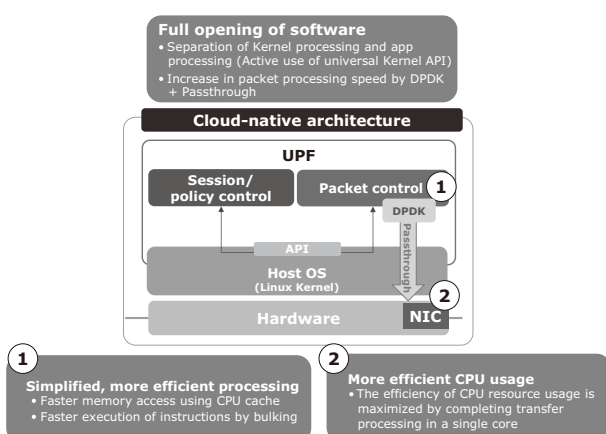 Full opening of software
• Separation of Kernel processing and app
processing (Active use of universal Kernel API)
• Increase in packet processing speed by DPDK
+ Passthrough
Cloud-native architecture
UPF
Session/
policy control
Packet control
1
DPDK
Passthrough
API
Host OS
(Linux Kernel)
2
Hardware
NIC
1
Simplified, more efficient processing
• Faster memory access using CPU cache
• Faster execution of instructions by bulking
2
More efficient CPU usage
• The efficiency of CPU resource usage is
maximized by completing transfer
processing in a single core